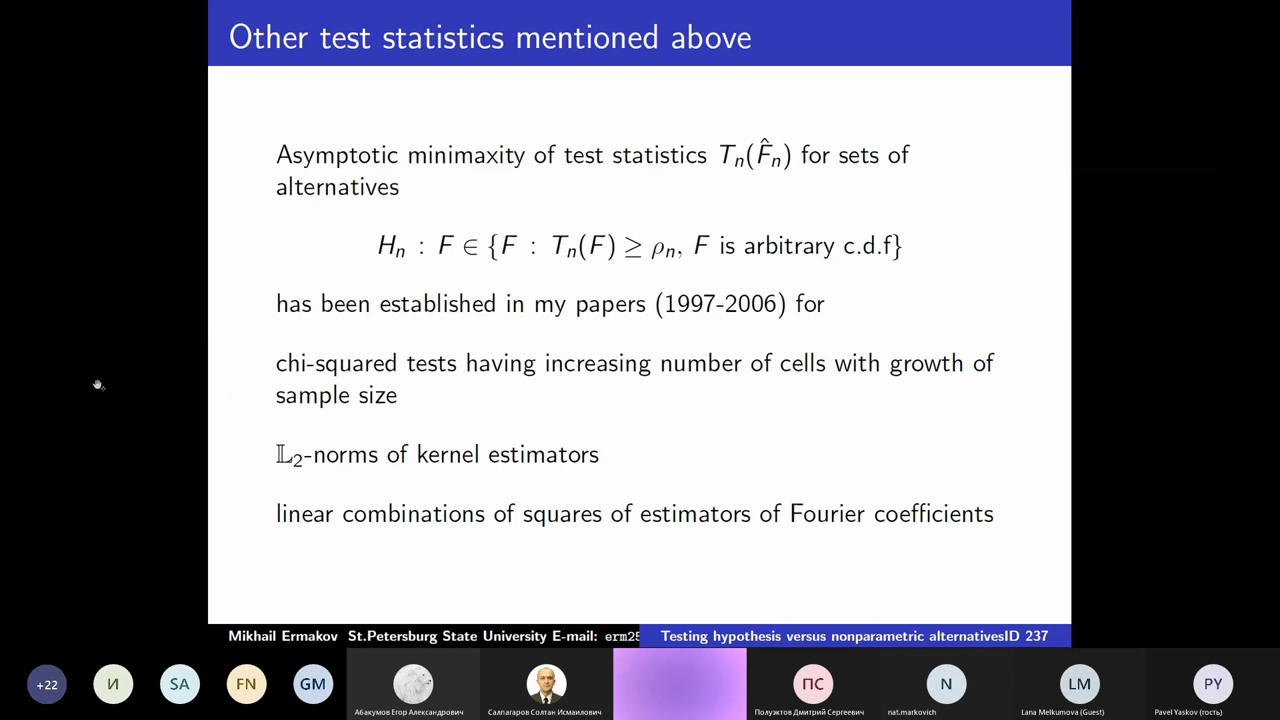 Other test statistics mentioned above
Asymptotic minimaxity of test statistics Tₙ(F̂ₙ) for sets of
alternatives
Hₙ : F ∈ {F : Tₙ(F) ≥ ρₙ, F is arbitrary c.d.f}
has been established in my papers (1997-2006) for
chi-squared tests having increasing number of cells with growth of
sample size
𝕃₂-norms of kernel estimators
linear combinations of squares of estimators of Fourier coefficients
Mikhail Ermakov St.Petersburg State University E-mail: erm25
Testing hypothesis versus nonparametric alternativesID 237
+22
И
SA
FN
GM
ПС
N
LM
PY
Абакумов Егор Александрович
Салпагаров Солтан Исмаилович
Полуэктов Дмитрий Сергеевич
nat.markovich
Lana Melkumova (Guest)
Pavel Yaskov (гость)